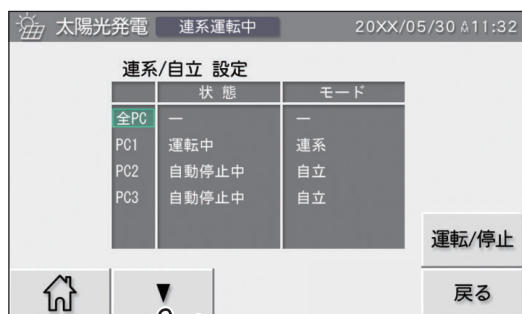 太陽光発電 連系運転中 20XX/05/30 11:32
連系/自立 設定
状 態 モード
全PC — —
PC1 運転中 連系
PC2 自動停止中 自立
PC3 自動停止中 自立
運転/停止
▼ 戻る